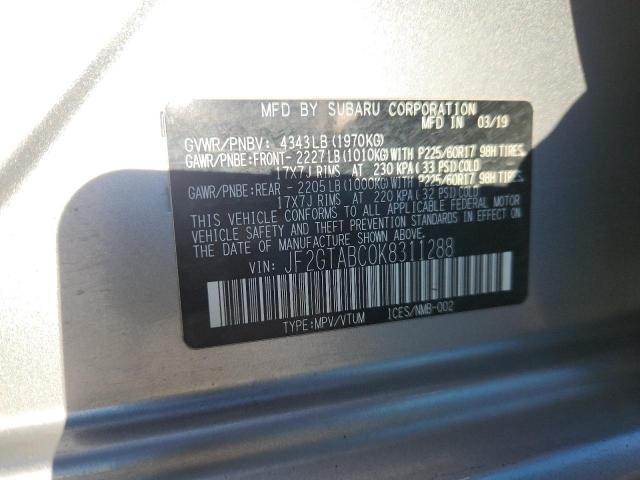 MFD BY SUBARU CORPORATION
MFD IN 03/19
GVWR/PNBV: 4343LB (1970KG)
GAWR/PNBE:FRONT- 2227LB (1010KG) WITH P225/60R17 98H TIRES,
17X7J RIMS AT 230 KPA (33 PSI) COLD
GAWR/PNBE:REAR - 2205LB (1000KG) WITH P225/60R17 98H TIRES,
17X7J RIMS AT 220 KPA (32 PSI) COLD
THIS VEHICLE CONFORMS TO ALL APPLICABLE FEDERAL MOTOR
VEHICLE SAFETY AND THEFT PREVENTION STANDARDS IN EFFECT ON
THE DATE OF MANUFACTURE SHOWN ABOVE.
VIN: JF2GTABC0K8311288
TYPE:MPV/VTUM ICES/NMB-002